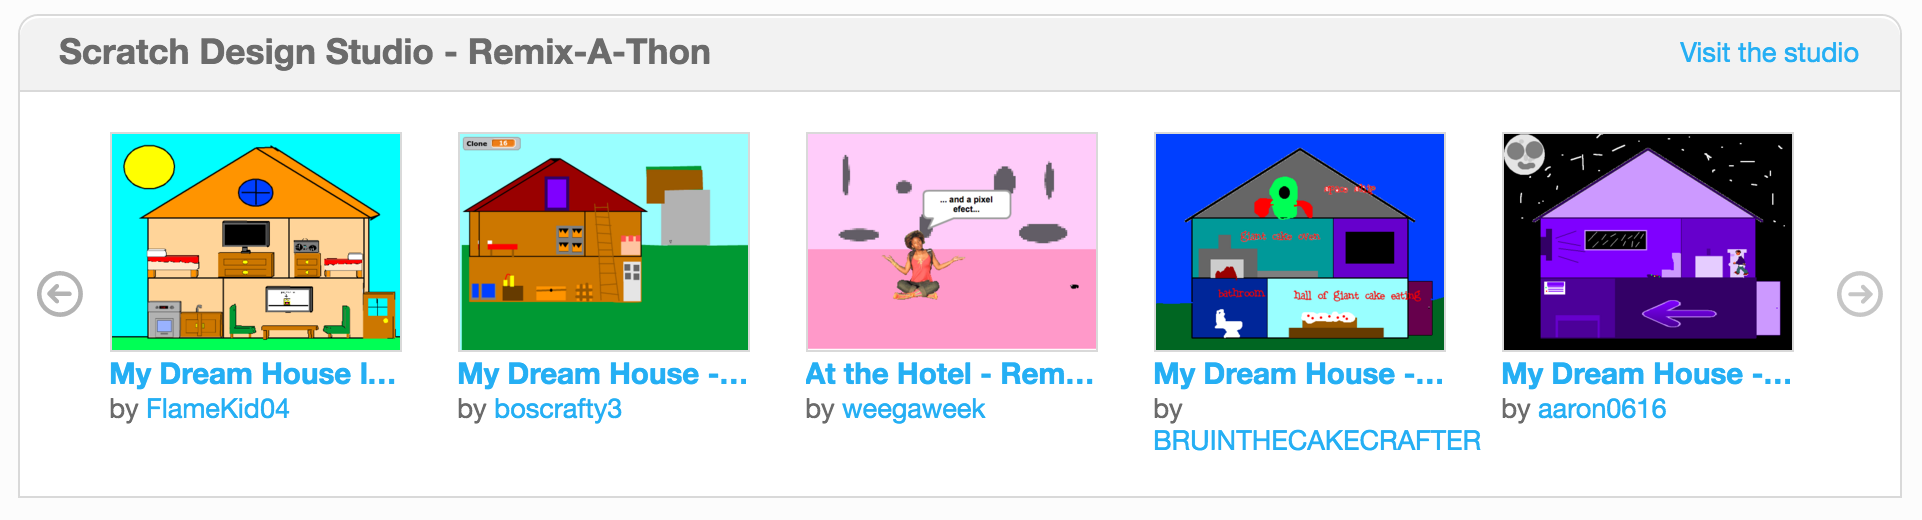 Scratch Design Studio - Remix-A-Thon
Visit the studio
Clone 16
... and a pixel
efect...
giant cake oven
bathroom
hall of giant cake eating
My Dream House I...
by FlameKid04
My Dream House -...
by boscrafty3
At the Hotel - Rem...
by weegaweek
My Dream House -...
by
BRUINTHECAKECRAFTER
My Dream House -...
by aaron0616